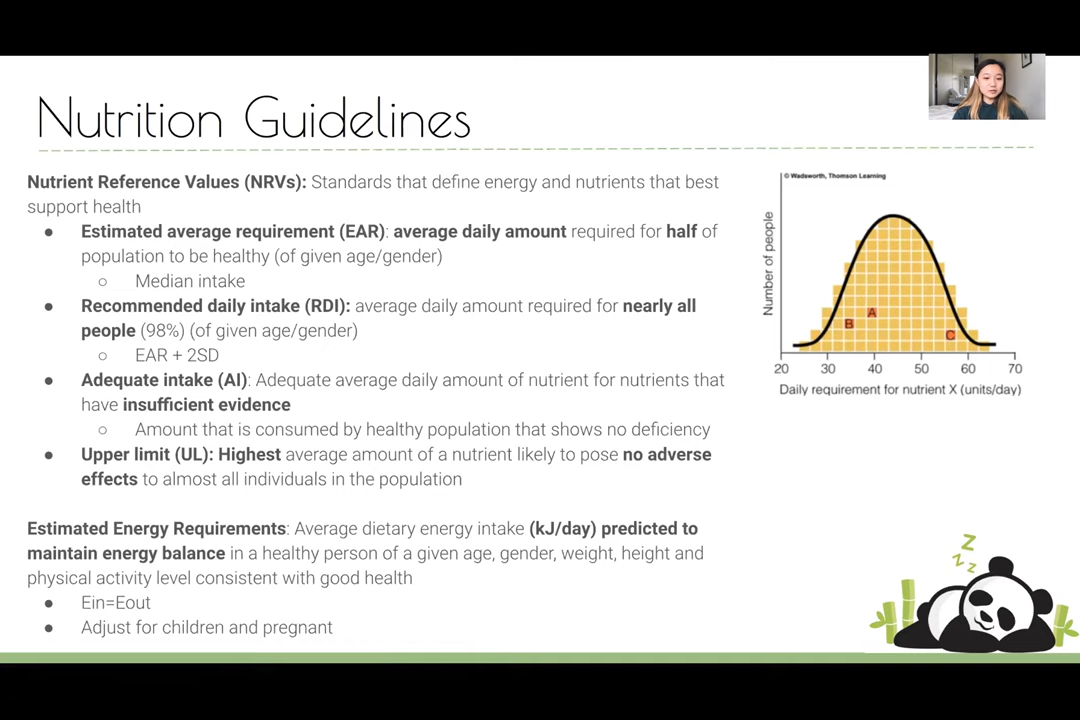 Nutrition Guidelines
Nutrient Reference Values (NRVs): Standards that define energy and nutrients that best
support health
● Estimated average requirement (EAR): average daily amount required for half of
population to be healthy (of given age/gender)
○ Median intake
● Recommended daily intake (RDI): average daily amount required for nearly all
people (98%) (of given age/gender)
○ EAR + 2SD
● Adequate intake (AI): Adequate average daily amount of nutrient for nutrients that
have insufficient evidence
○ Amount that is consumed by healthy population that shows no deficiency
● Upper limit (UL): Highest average amount of a nutrient likely to pose no adverse
effects to almost all individuals in the population
Estimated Energy Requirements: Average dietary energy intake (kJ/day) predicted to
maintain energy balance in a healthy person of a given age, gender, weight, height and
physical activity level consistent with good health
● Ein=Eout
● Adjust for children and pregnant
© Wadsworth, Thomson Learning
Number of people
A
B
C
20 30 40 50 60 70
Daily requirement for nutrient X (units/day)
Z
Z
Z